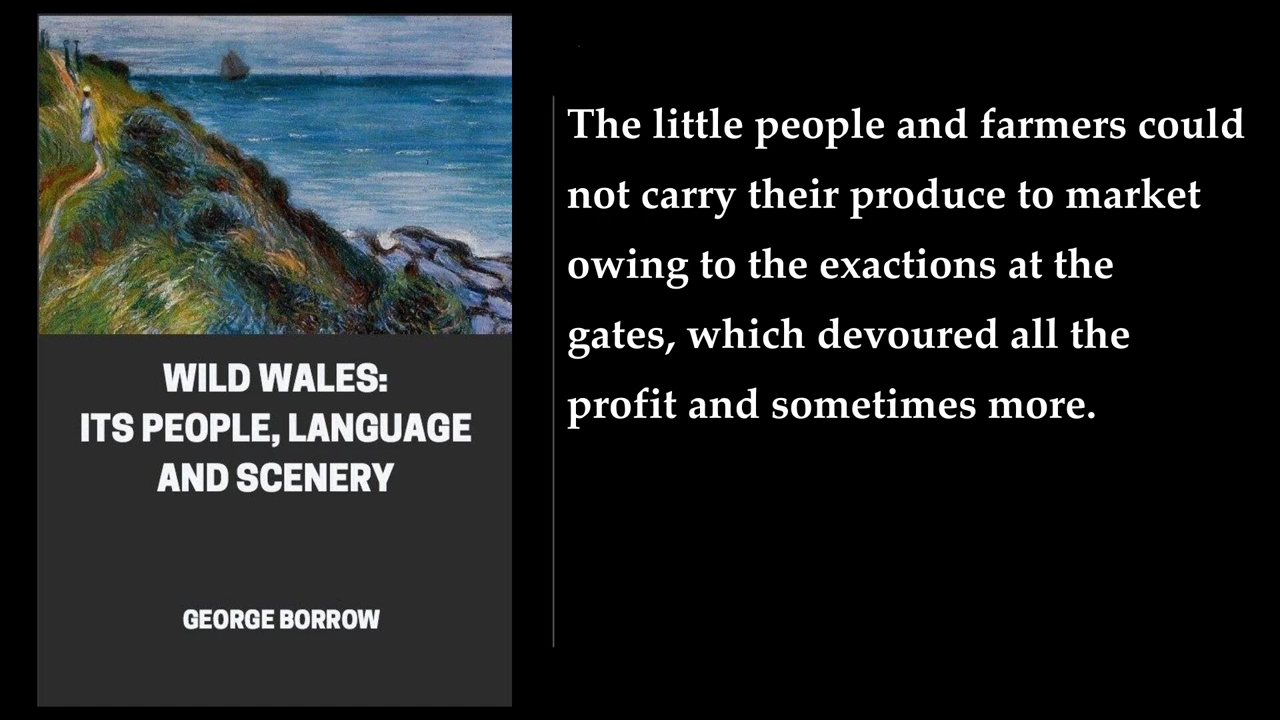 WILD WALES:
ITS PEOPLE, LANGUAGE
AND SCENERY
GEORGE BORROW
The little people and farmers could
not carry their produce to market
owing to the exactions at the
gates, which devoured all the
profit and sometimes more.